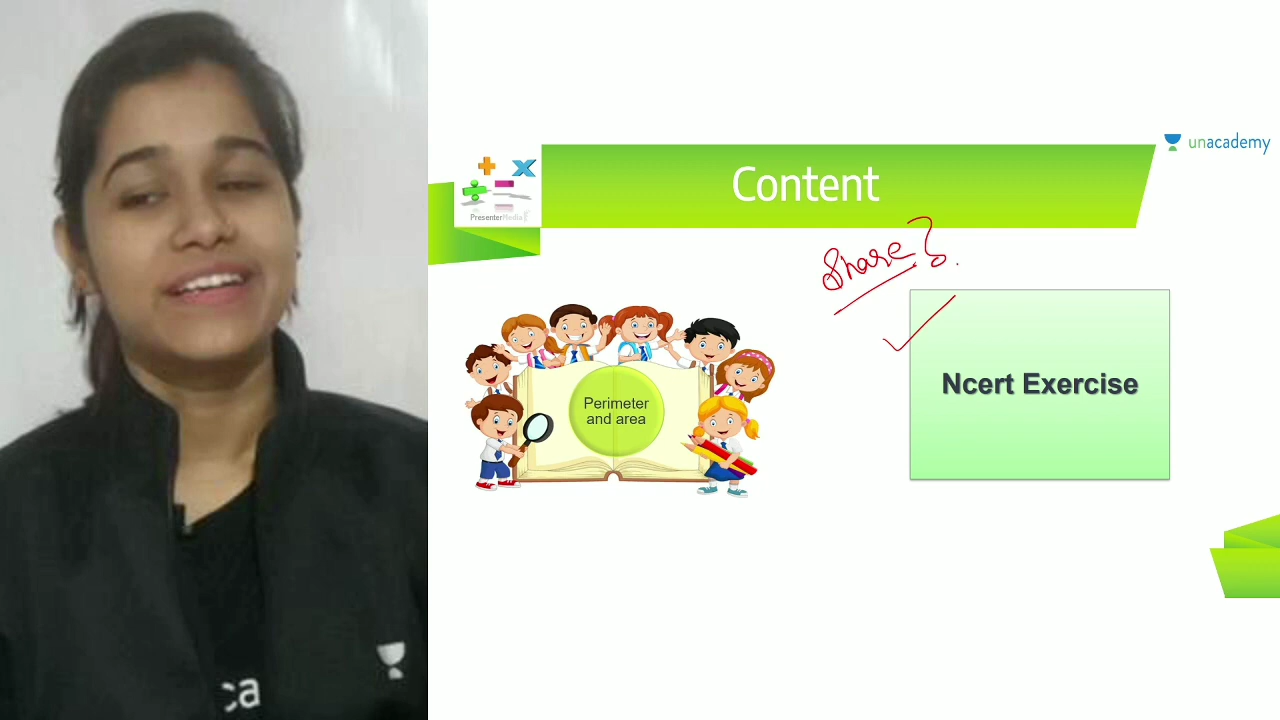 unacademy
Content
PresenterMedia
Share?
Perimeter
and area
Ncert Exercise
ca